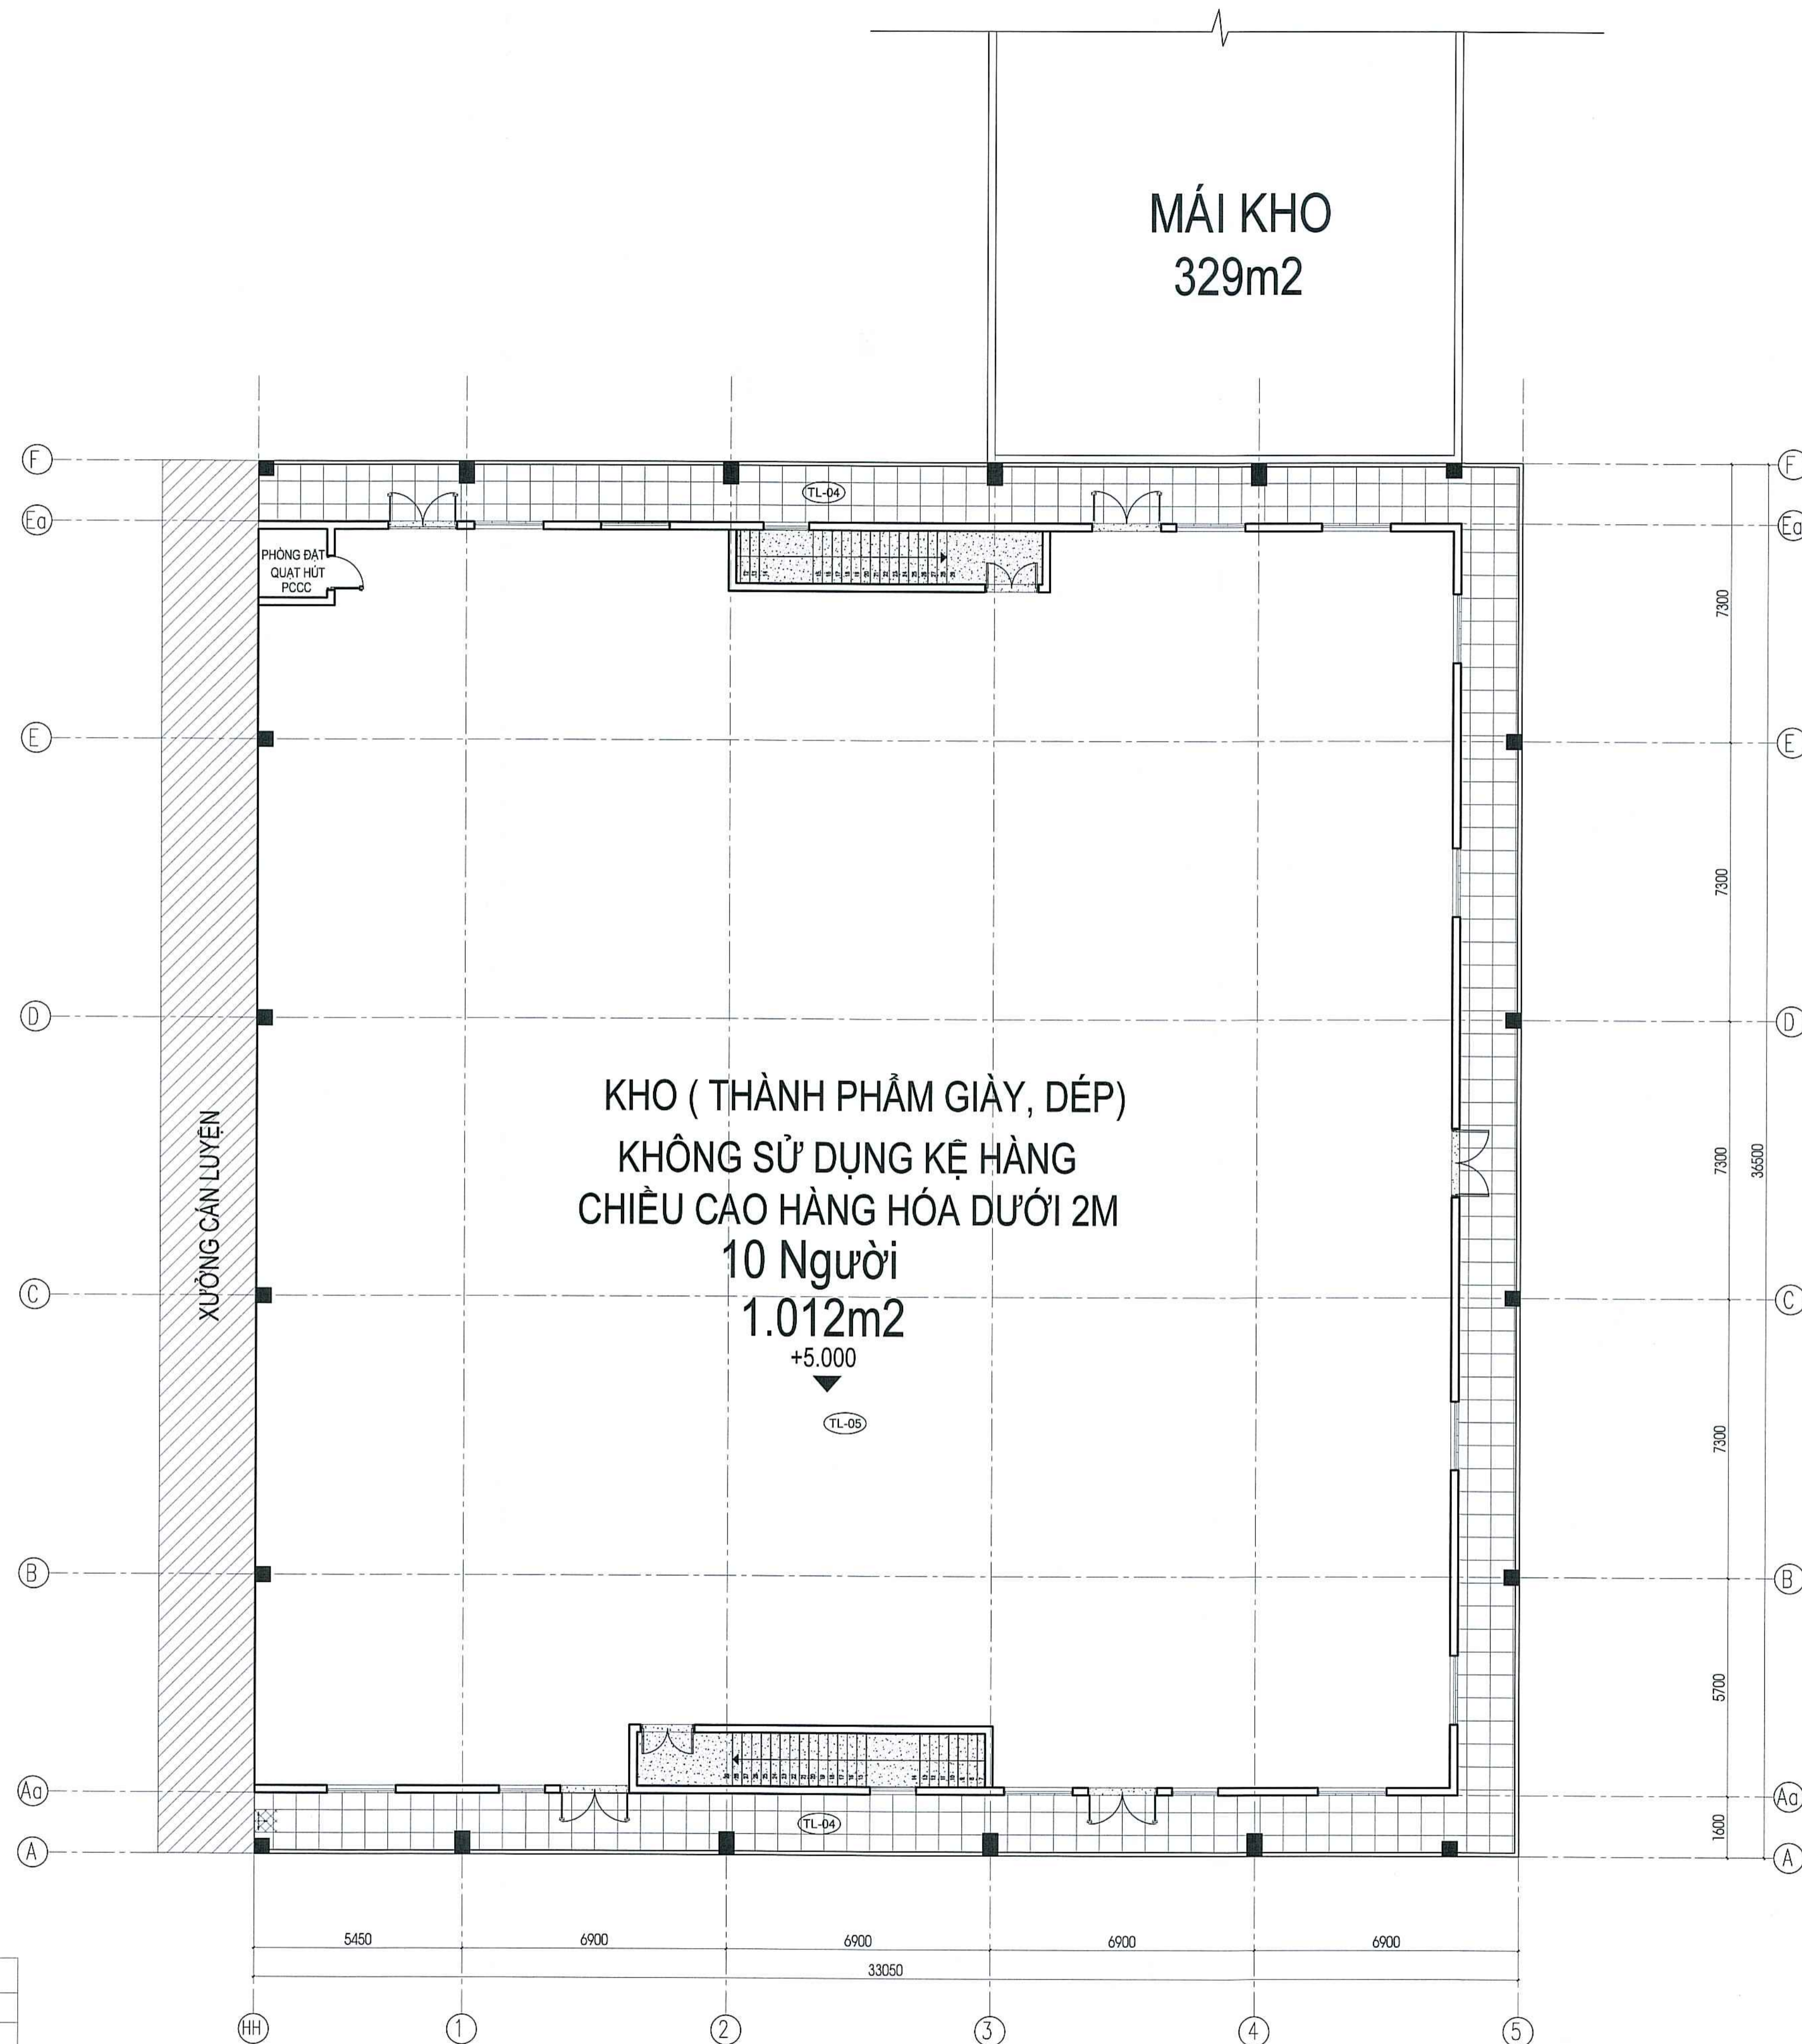 MÁI KHO
329m2
F
F
TL-04
Ea
Ea
PHÒNG ĐẶT
QUẠT HÚT
PCCC
7300
E
E
7300
D
D
KHO ( THÀNH PHẨM GIÀY, DÉP)
KHÔNG SỬ DỤNG KỆ HÀNG
CHIỀU CAO HÀNG HÓA DƯỚI 2M
10 Người
1.012m2
+5.000
TL-05
XƯỞNG CÁN LUYỆN
7300
36500
C
C
7300
B
B
5700
Aa
Aa
TL-04
1600
A
A
5450 6900 6900 6900 6900
33050
HH 1 2 3 4 5